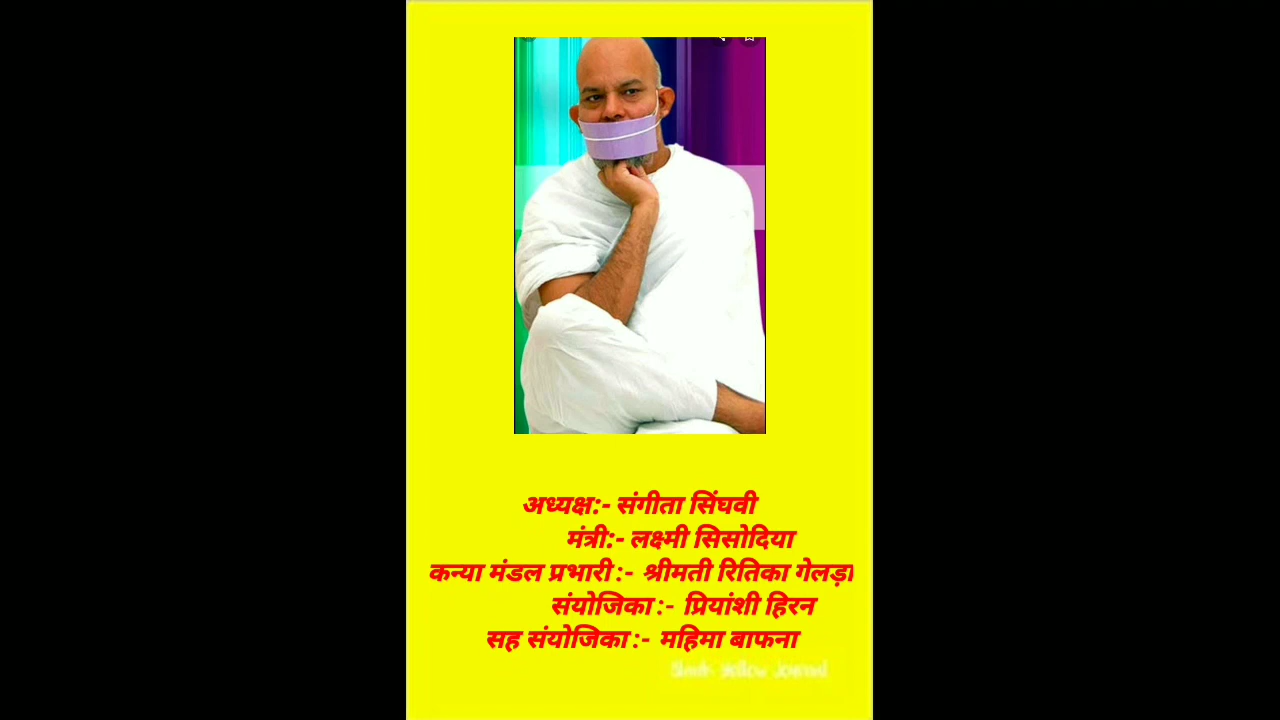 अध्यक्ष:- संगीता सिंघवी
मंत्री:- लक्ष्मी सिसोदिया
कन्या मंडल प्रभारी :- श्रीमती रितिका गेलड़ा
संयोजिका :- प्रियांशी हिरन
सह संयोजिका :- महिमा बाफना